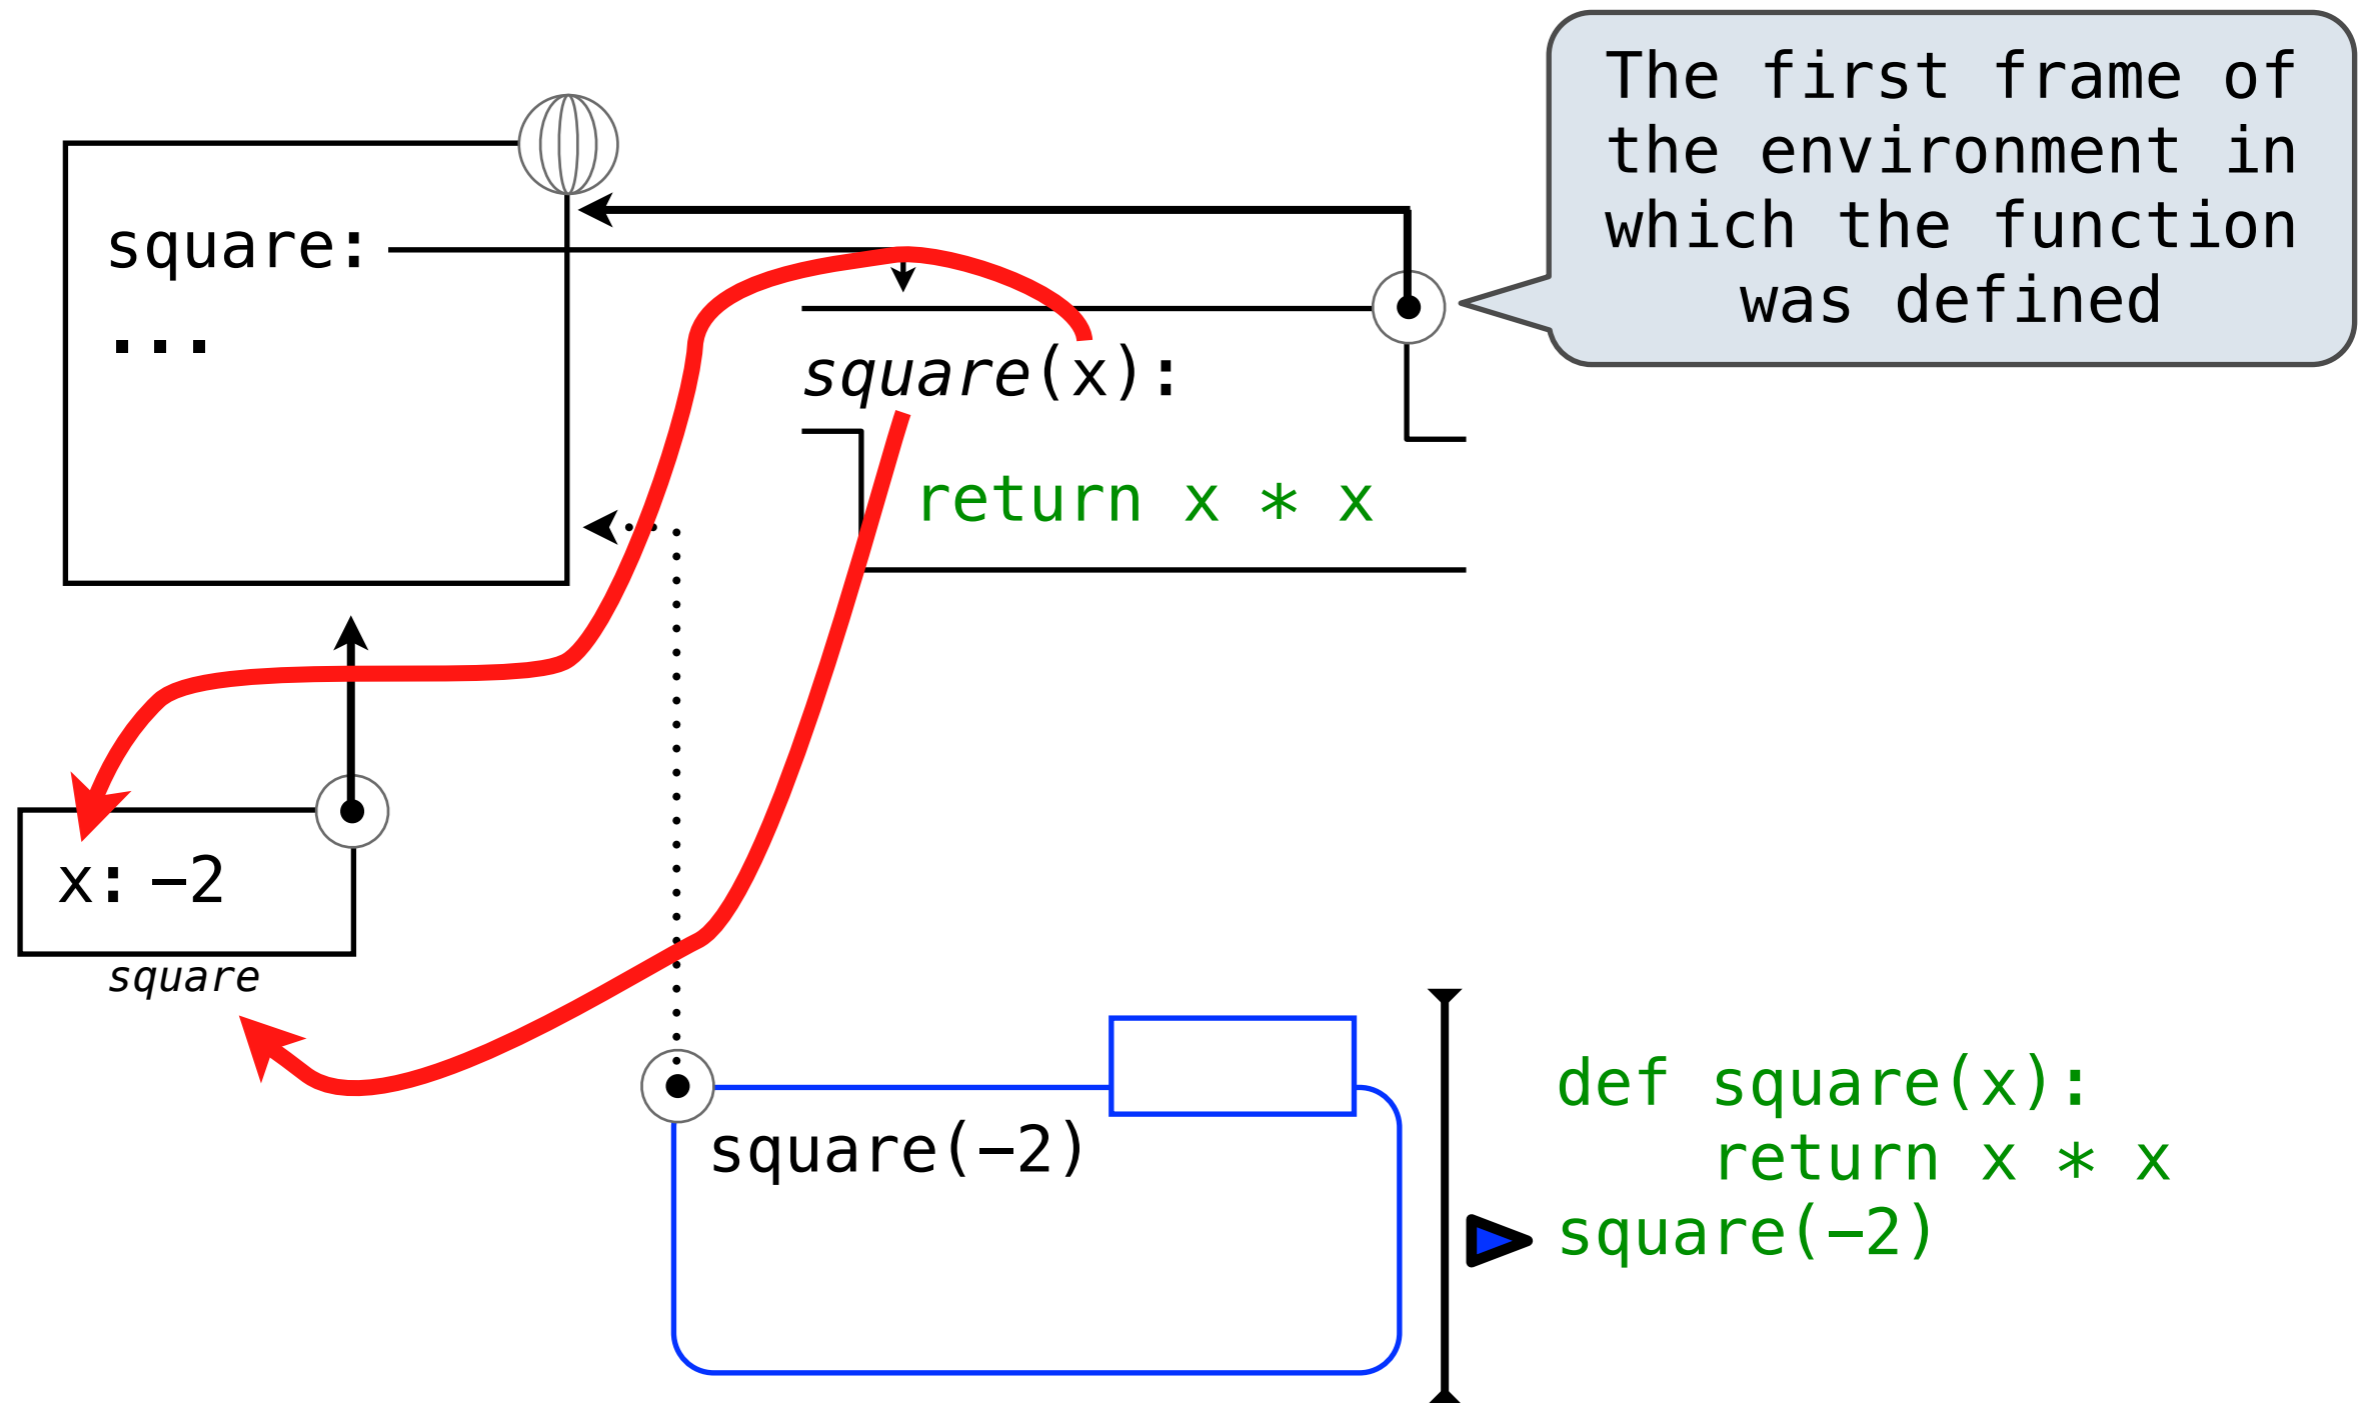 The first frame of
the environment in
which the function
was defined
square:
...
square(x):
return x * x
x: −2
square
square(−2)
def square(x):
    return x * x
square(−2)